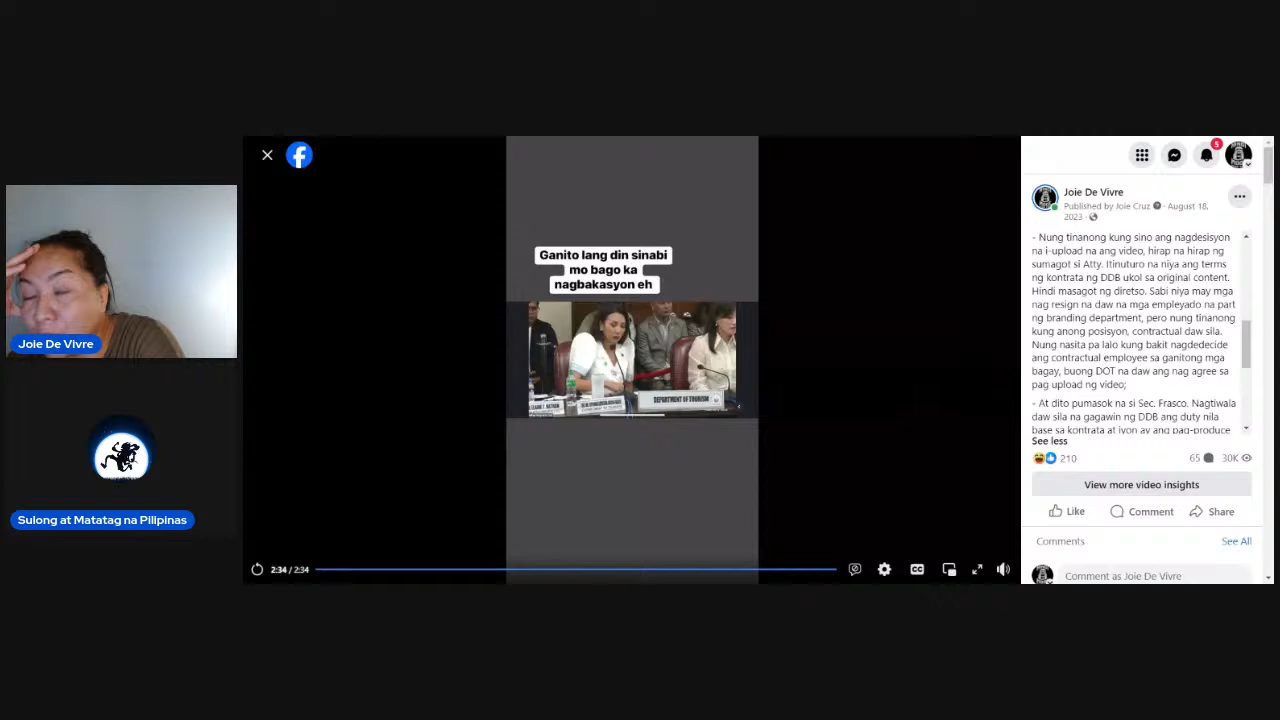 Joie De Vivre
Sulong at Matatag na Pilipinas
Ganito lang din sinabi
mo bago ka
nagbakasyon eh
DEPARTMENT OF TOURISM
2:34 / 2:34
CC
5
Joie De Vivre
Published by Joie Cruz · August 18,
2023 ·
- Nung tinanong kung sino ang nagdesisyon
na i-upload na ang video, hirap na hirap ng
sumagot si Atty. Itinuturo na niya ang terms
ng kontrata ng DDB ukol sa original content.
Hindi masagot ng diretso. Sabi niya may mga
nag resign na daw na mga empleyado na part
ng branding department, pero nung tinanong
kung anong posisyon, contractual daw sila.
Nung nasita pa lalo kung bakit nagdedecide
ang contractual employee sa ganitong mga
bagay, buong DOT na daw ang nag agree sa
pag upload ng video;
- At dito pumasok na si Sec. Frasco. Nagtiwala
daw sila na gagawin ng DDB ang duty nila
base sa kontrata at iyon ay ang pag-produce
See less
210
65
30K
View more video insights
Like
Comment
Share
Comments
See All
Comment as Joie De Vivre